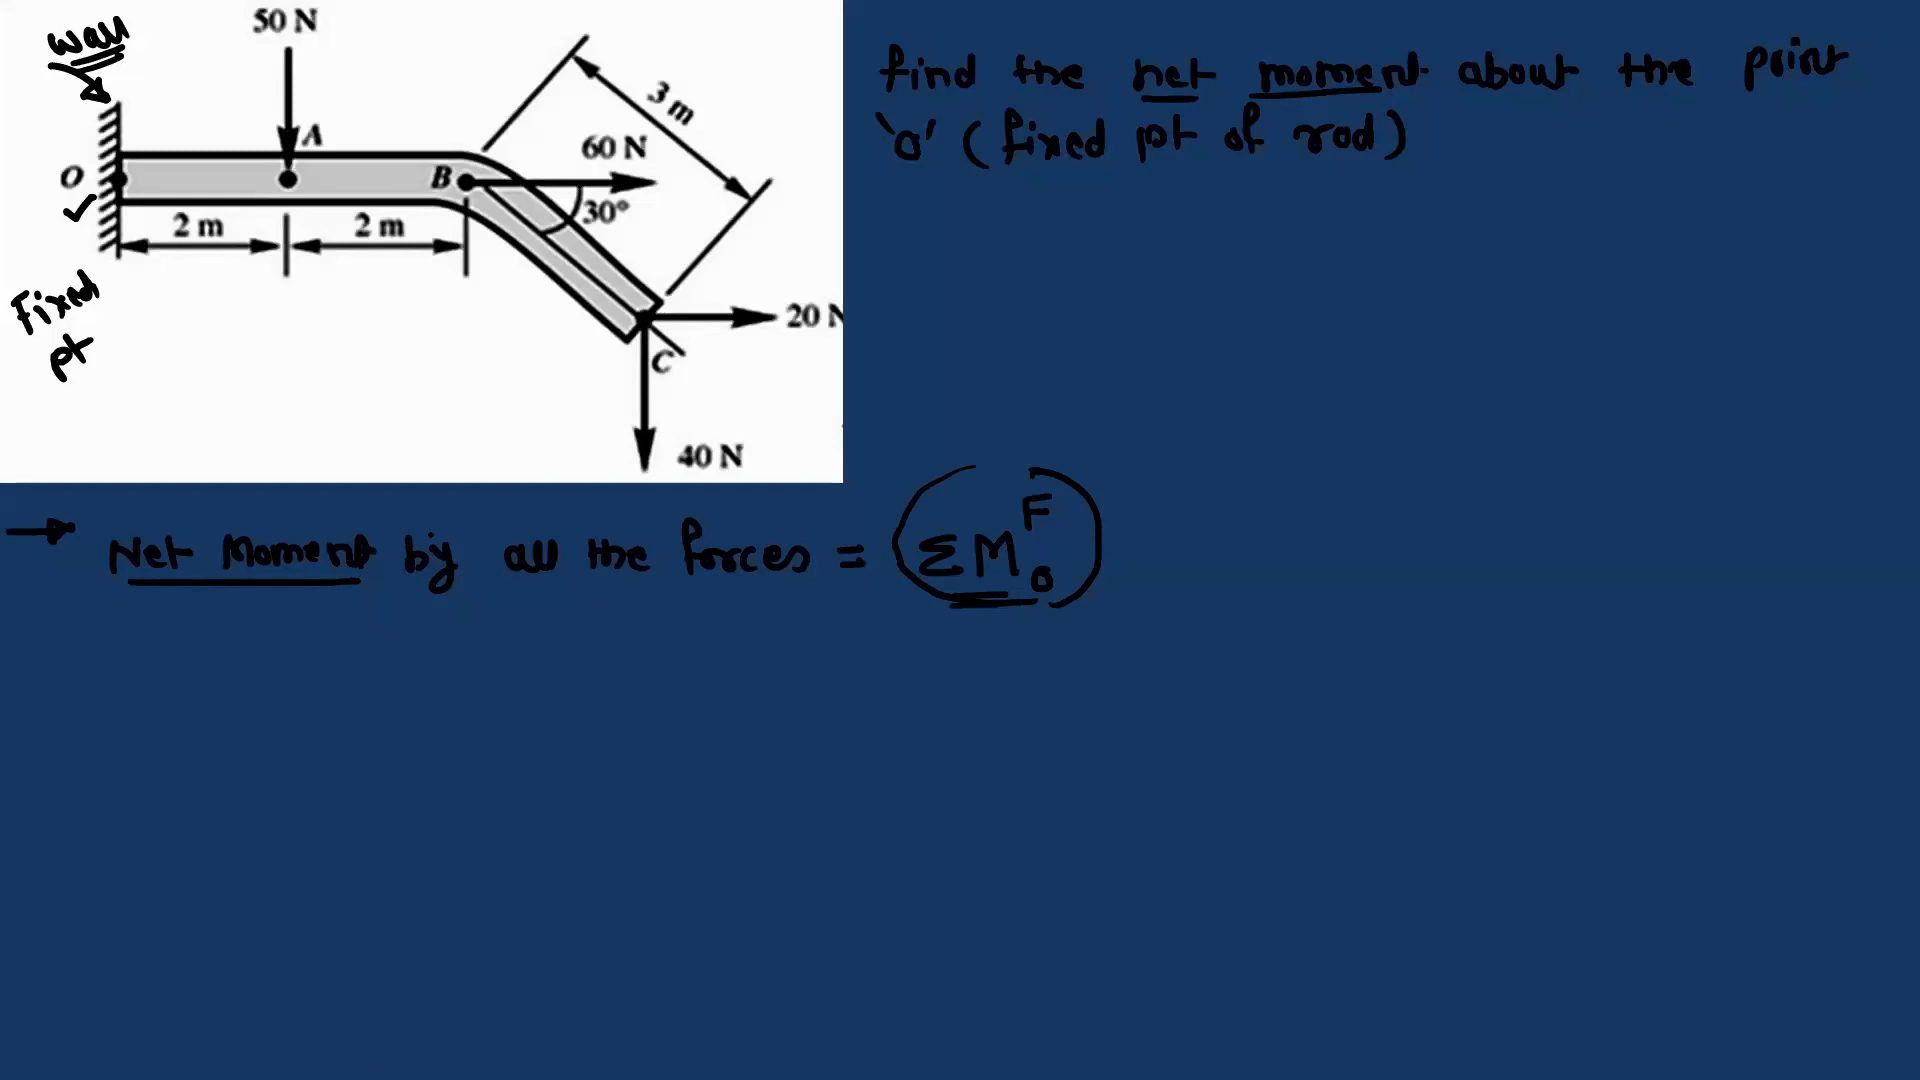 50 N
wall
A
3 m
60 N
O
B
30°
2 m
2 m
20 N
C
40 N
Fixed
pt
find the net moment about the point
'o' (fixed pt of rod)
→ Net Moment by all the forces = (ΣM_o^F)